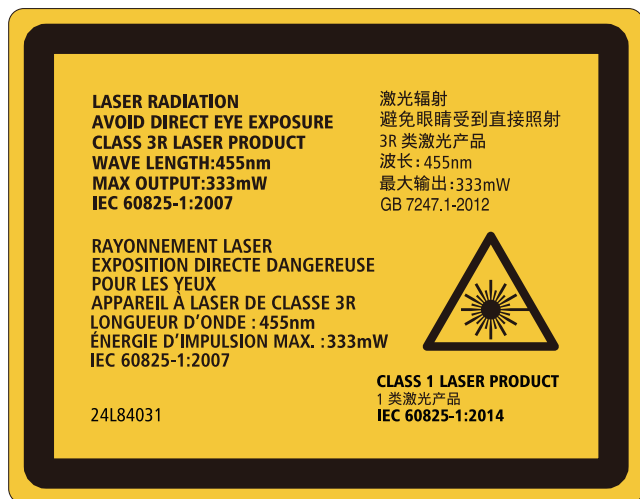 LASER RADIATION
AVOID DIRECT EYE EXPOSURE
CLASS 3R LASER PRODUCT
WAVE LENGTH:455nm
MAX OUTPUT:333mW
IEC 60825-1:2007
激光辐射
避免眼睛受到直接照射
3R 类激光产品
波长: 455nm
最大输出:333mW
GB 7247.1-2012
RAYONNEMENT LASER
EXPOSITION DIRECTE DANGEREUSE
POUR LES YEUX
APPAREIL À LASER DE CLASSE 3R
LONGUEUR D'ONDE : 455nm
ÉNERGIE D'IMPULSION MAX. :333mW
IEC 60825-1:2007
24L84031
CLASS 1 LASER PRODUCT
1 类激光产品
IEC 60825-1:2014